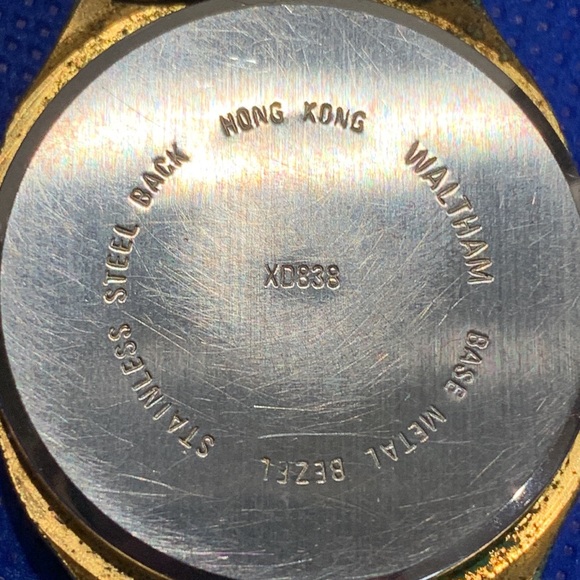 HONG KONG
WALTHAM
BASE METAL BEZEL
STAINLESS STEEL BACK
XD838